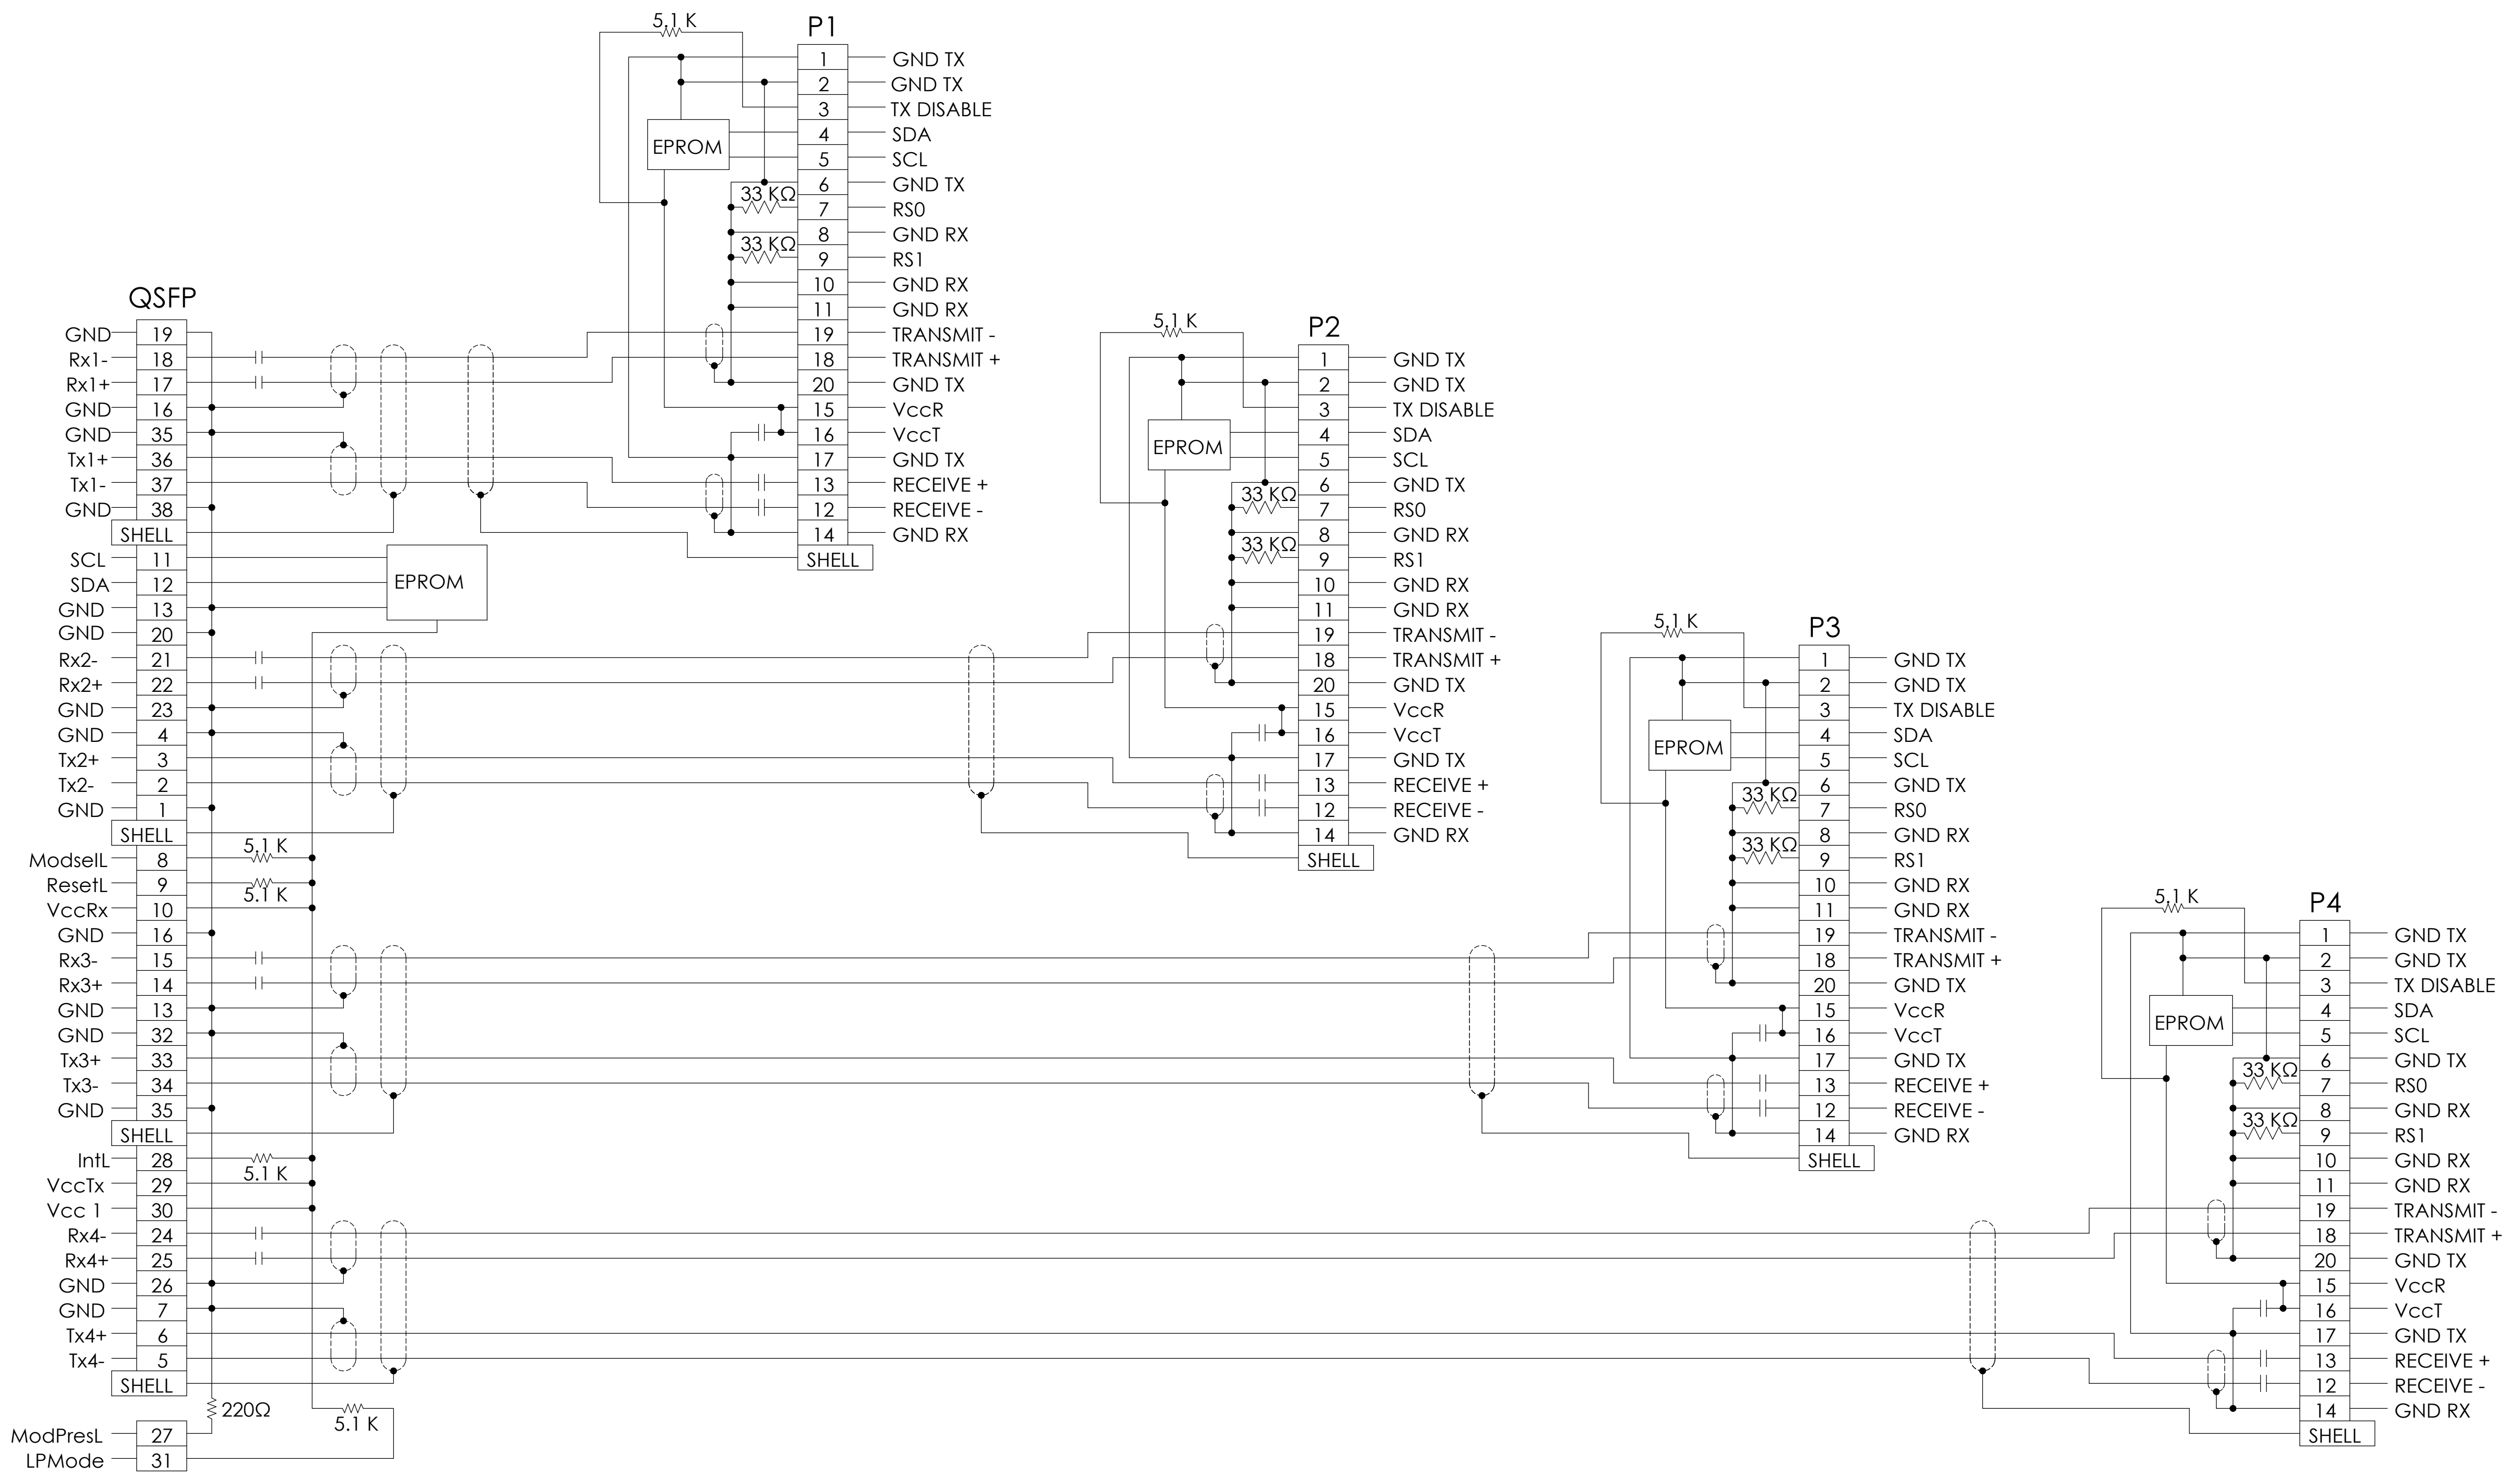 QSFP
GND 19
Rx1- 18
Rx1+ 17
GND 16
GND 35
Tx1+ 36
Tx1- 37
GND 38
SHELL
SCL 11
SDA 12
GND 13
GND 20
Rx2- 21
Rx2+ 22
GND 23
GND 4
Tx2+ 3
Tx2- 2
GND 1
SHELL
ModselL 8 5.1 K
ResetL 9 5.1 K
VccRx 10
GND 16
Rx3- 15
Rx3+ 14
GND 13
GND 32
Tx3+ 33
Tx3- 34
GND 35
SHELL
IntL 28 5.1 K
VccTx 29
Vcc 1 30
Rx4- 24
Rx4+ 25
GND 26
GND 7
Tx4+ 6
Tx4- 5
SHELL
220Ω
5.1 K
ModPresL 27
LPMode 31
EPROM
P1
5.1 K
1 GND TX
2 GND TX
3 TX DISABLE
EPROM
4 SDA
5 SCL
6 GND TX
33 KΩ
7 RS0
8 GND RX
33 KΩ
9 RS1
10 GND RX
11 GND RX
19 TRANSMIT -
18 TRANSMIT +
20 GND TX
15 VccR
16 VccT
17 GND TX
13 RECEIVE +
12 RECEIVE -
14 GND RX
SHELL
P2
5.1 K
1 GND TX
2 GND TX
3 TX DISABLE
EPROM
4 SDA
5 SCL
6 GND TX
33 KΩ
7 RS0
8 GND RX
33 KΩ
9 RS1
10 GND RX
11 GND RX
19 TRANSMIT -
18 TRANSMIT +
20 GND TX
15 VccR
16 VccT
17 GND TX
13 RECEIVE +
12 RECEIVE -
14 GND RX
SHELL
P3
5.1 K
1 GND TX
2 GND TX
3 TX DISABLE
EPROM
4 SDA
5 SCL
6 GND TX
33 KΩ
7 RS0
8 GND RX
33 KΩ
9 RS1
10 GND RX
11 GND RX
19 TRANSMIT -
18 TRANSMIT +
20 GND TX
15 VccR
16 VccT
17 GND TX
13 RECEIVE +
12 RECEIVE -
14 GND RX
SHELL
P4
5.1 K
1 GND TX
2 GND TX
3 TX DISABLE
EPROM
4 SDA
5 SCL
6 GND TX
33 KΩ
7 RS0
8 GND RX
33 KΩ
9 RS1
10 GND RX
11 GND RX
19 TRANSMIT -
18 TRANSMIT +
20 GND TX
15 VccR
16 VccT
17 GND TX
13 RECEIVE +
12 RECEIVE -
14 GND RX
SHELL